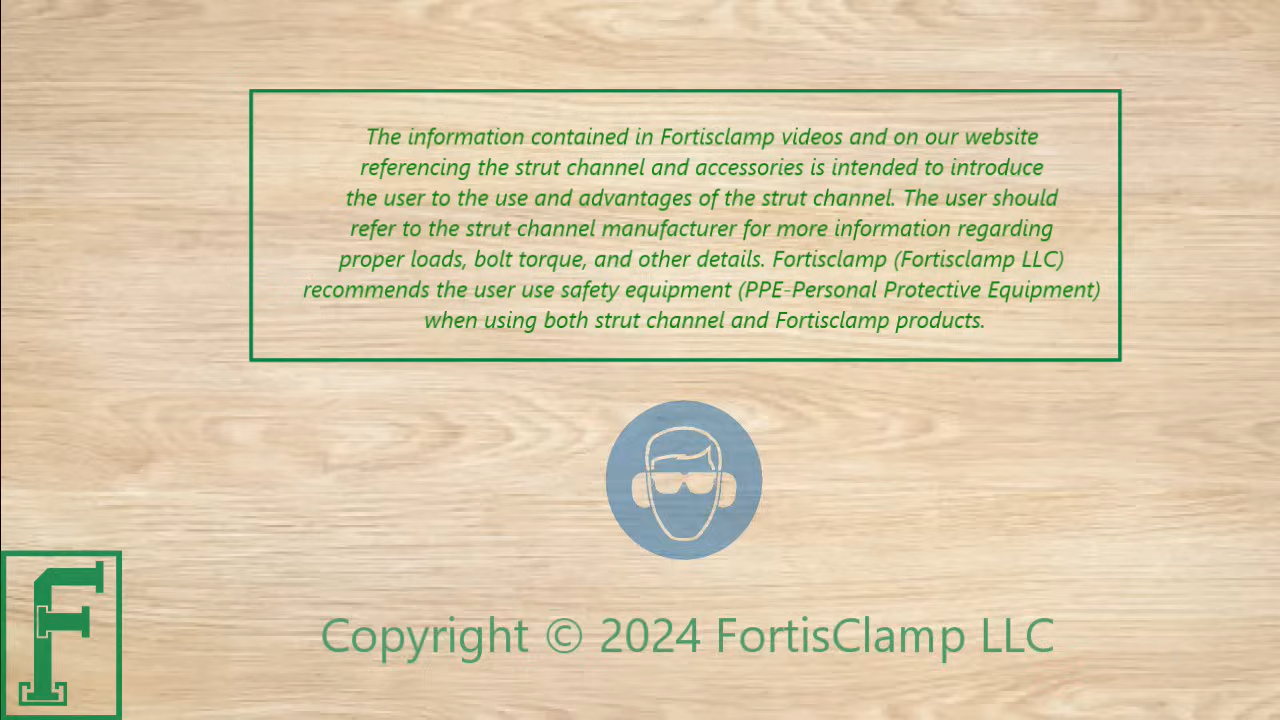 The information contained in Fortisclamp videos and on our website
referencing the strut channel and accessories is intended to introduce
the user to the use and advantages of the strut channel. The user should
refer to the strut channel manufacturer for more information regarding
proper loads, bolt torque, and other details. Fortisclamp (Fortisclamp LLC)
recommends the user use safety equipment (PPE-Personal Protective Equipment)
when using both strut channel and Fortisclamp products.
Copyright © 2024 FortisClamp LLC
F